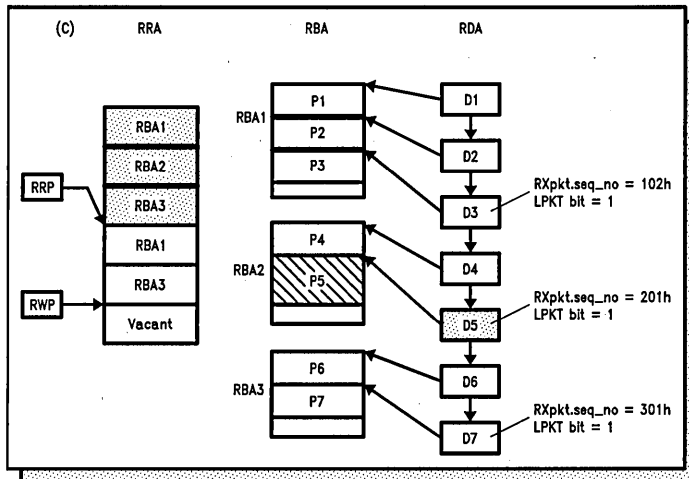 (C) RRA RBA RDA
RBA1
RBA2
RBA3
RBA1
RBA3
Vacant
RRP
RWP
RBA1
P1
P2
P3
RBA2
P4
P5
RBA3
P6
P7
D1
D2
D3
D4
D5
D6
D7
RXpkt.seq_no = 102h
LPKT bit = 1
RXpkt.seq_no = 201h
LPKT bit = 1
RXpkt.seq_no = 301h
LPKT bit = 1